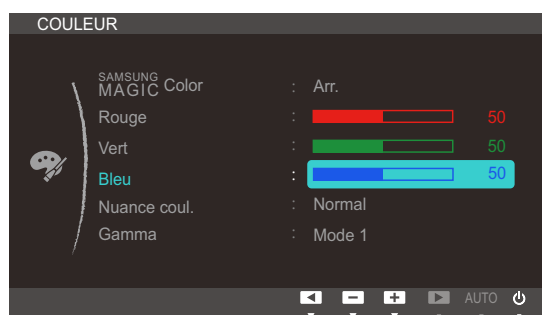 COULEUR
SAMSUNG
MAGIC Color : Arr.
Rouge : 50
Vert : 50
Bleu : 50
Nuance coul. : Normal
Gamma : Mode 1
AUTO